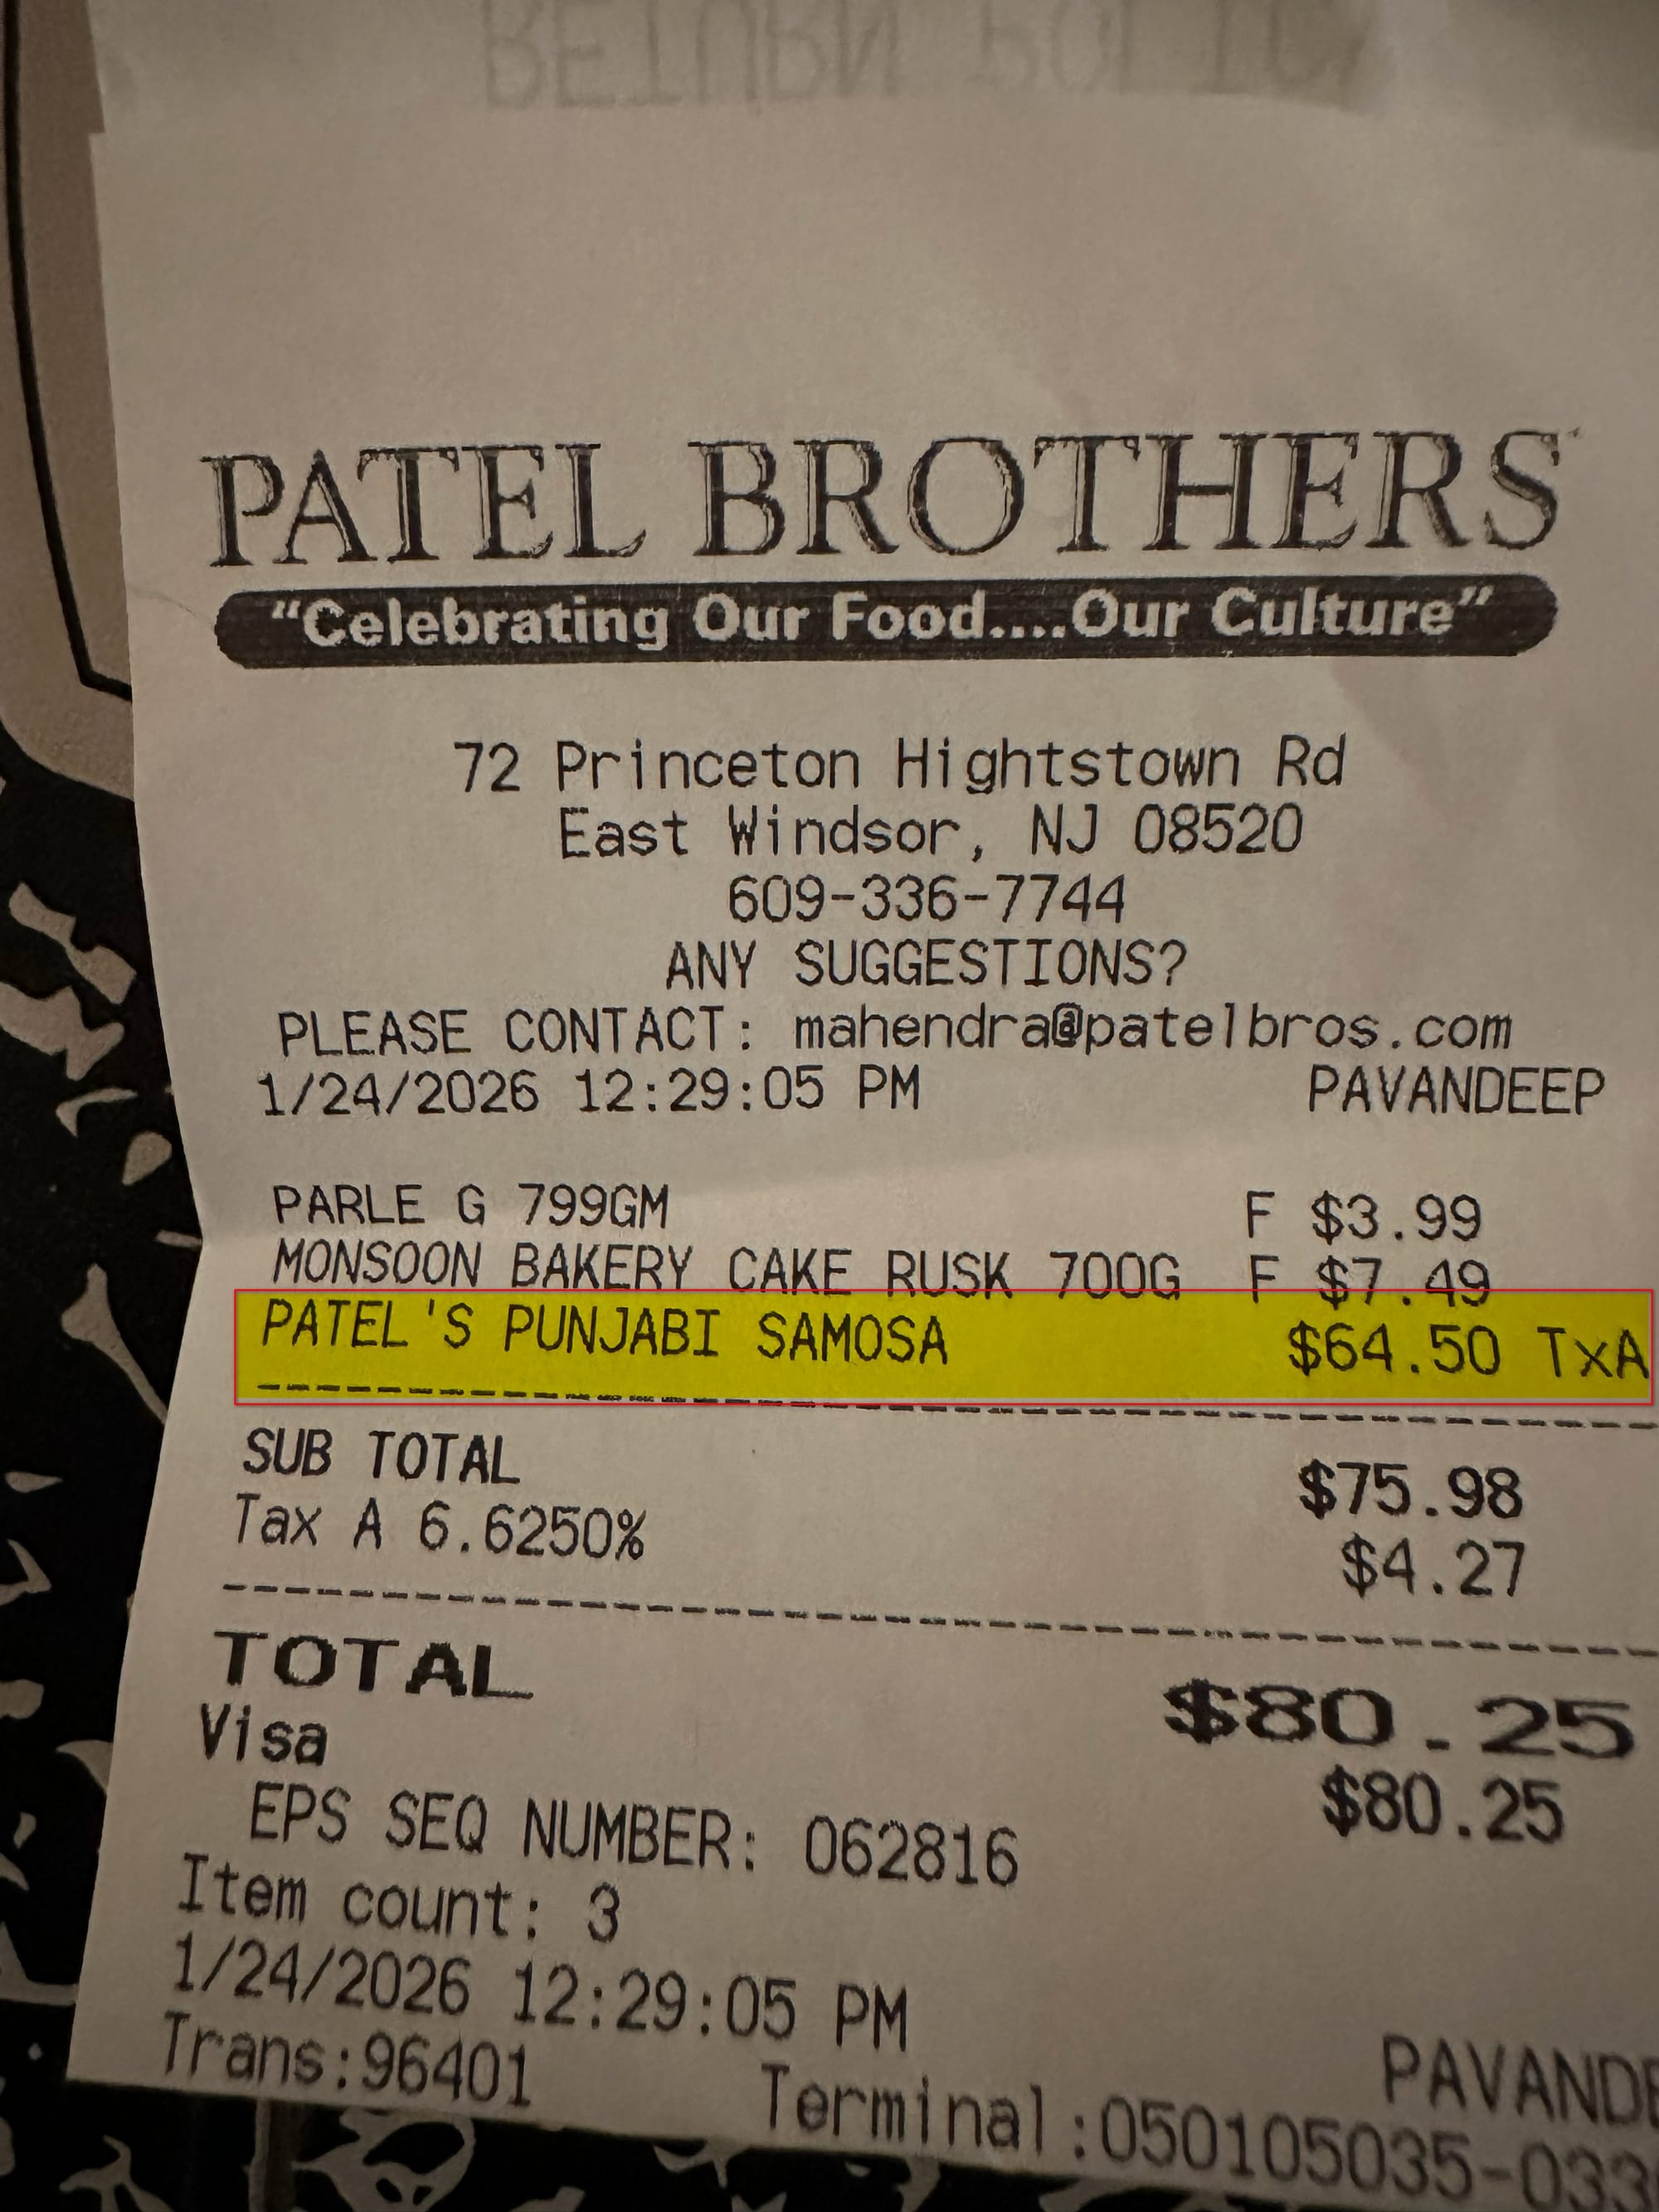 RETURN POLICY
PATEL BROTHERS
“Celebrating Our Food....Our Culture”
72 Princeton Hightstown Rd
East Windsor, NJ 08520
609-336-7744
ANY SUGGESTIONS?
PLEASE CONTACT: mahendra@patelbros.com
1/24/2026 12:29:05 PM PAVANDEEP
PARLE G 799GM F $3.99
MONSOON BAKERY CAKE RUSK 700G F $7.49
PATEL'S PUNJABI SAMOSA $64.50 TxA
SUB TOTAL $75.98
Tax A 6.6250% $4.27
TOTAL $80.25
Visa $80.25
EPS SEQ NUMBER: 062816
Item count: 3
1/24/2026 12:29:05 PM PAVANDE
Trans:96401 Terminal:050105035-033